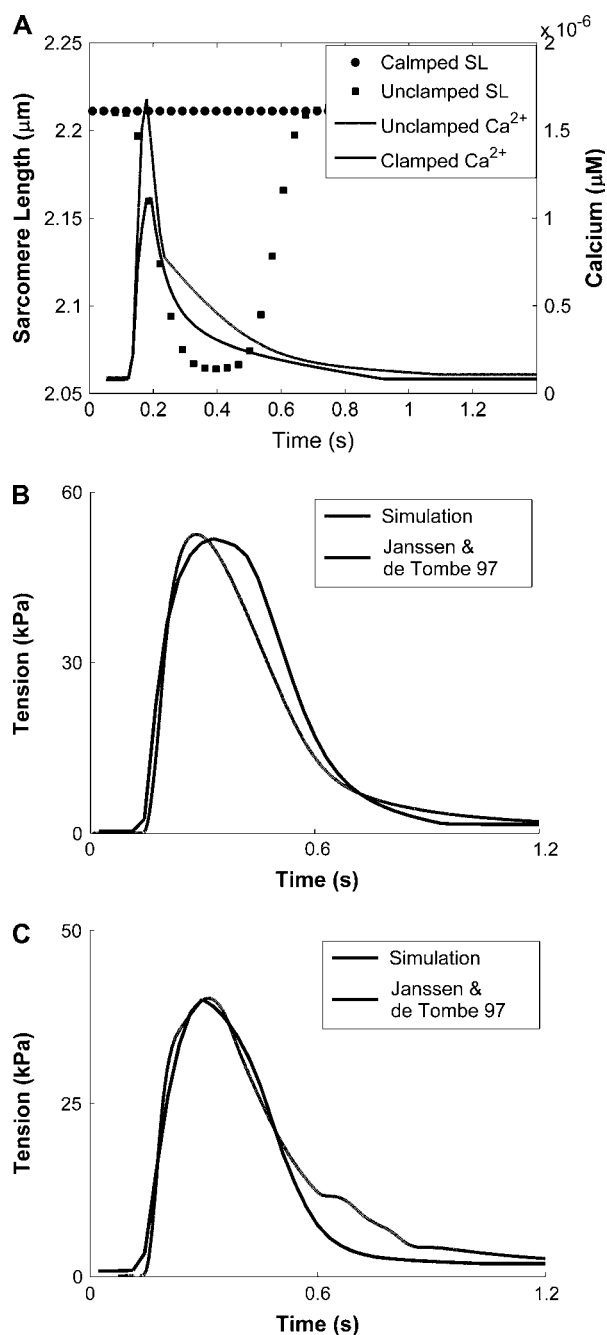 A
× 10⁻⁶
2.25
2.2
2.15
2.1
2.05
Sarcomere Length (μm)
2
1.5
1
0.5
0
Calcium (μM)
Calmped SL
Unclamped SL
Unclamped Ca²⁺
Clamped Ca²⁺
0 0.2 0.4 0.6 0.8 1 1.2
Time (s)
B
60
30
0
Tension (kPa)
Simulation
Janssen &
de Tombe 97
0 0.6 1.2
Time (s)
C
50
25
0
Tension (kPa)
Simulation
Janssen &
de Tombe 97
0 0.6 1.2
Time (s)